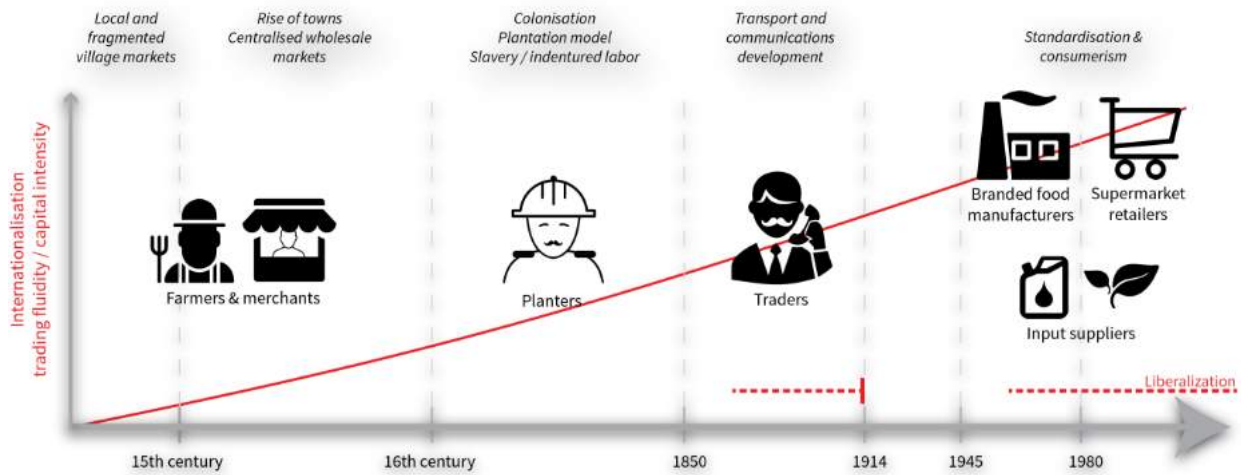 Local and
fragmented
village markets
Rise of towns
Centralised wholesale
markets
Colonisation
Plantation model
Slavery / indentured labor
Transport and
communications
development
Standardisation &
consumerism
Internationalisation
trading fluidity / capital intensity
Farmers & merchants
Planters
Traders
Branded food
manufacturers
Supermarket
retailers
Input suppliers
Liberalization
15th century
16th century
1850
1914
1945
1980